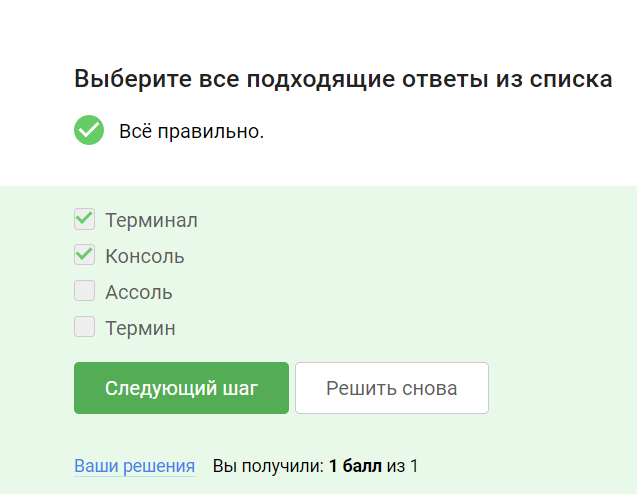 Выберите все подходящие ответы из списка
Всё правильно.
Терминал
Консоль
Ассоль
Термин
Следующий шаг Решить снова
Ваши решения Вы получили: 1 балл из 1